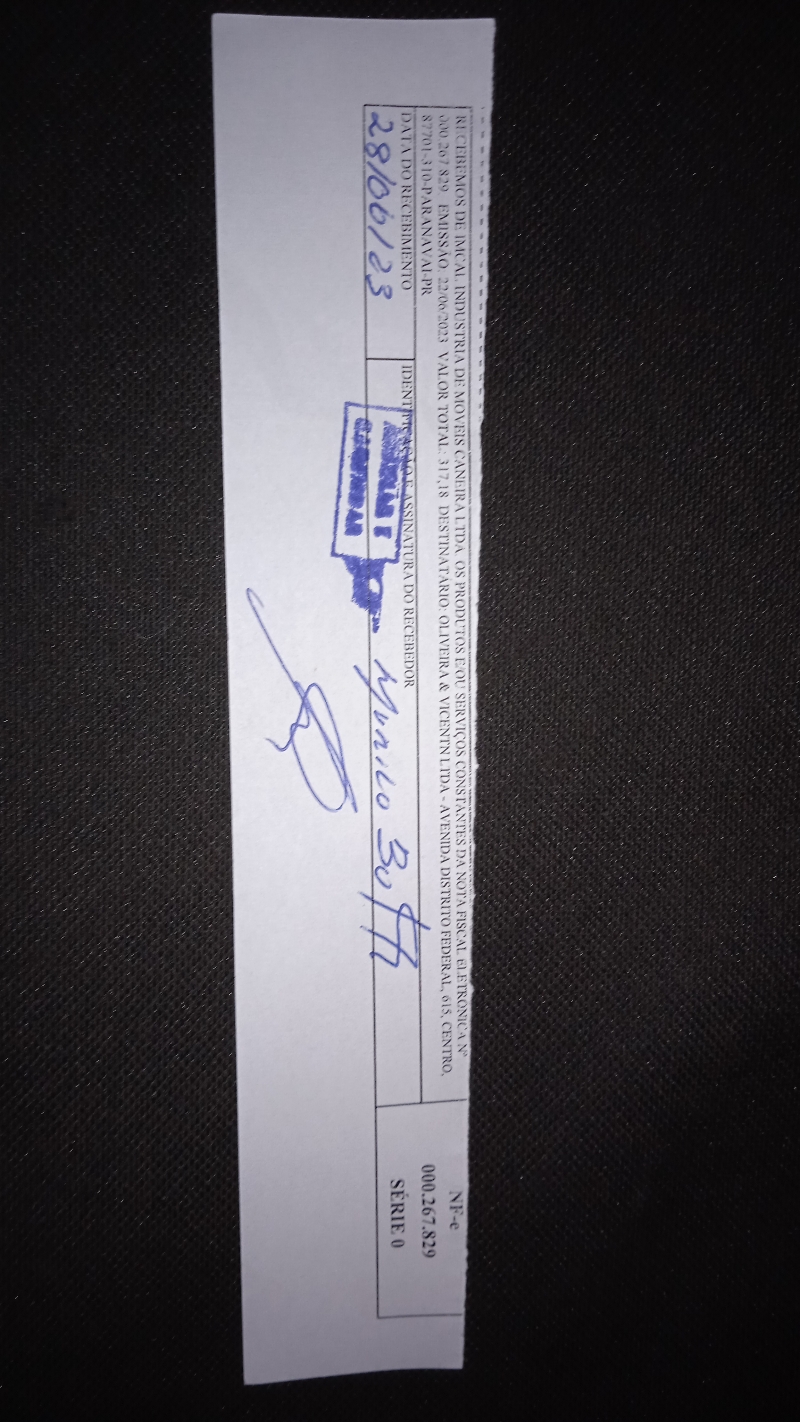 RECEBEMOS DE IMCAL INDUSTRIA DE MOVEIS CANEIRA LTDA OS PRODUTOS E/OU SERVIÇOS CONSTANTES DA NOTA FISCAL ELETRONICA Nº
000.267.829 EMISSÃO: 22/06/2023 VALOR TOTAL: 317,18 DESTINATÁRIO: OLIVEIRA & VICENTN LTDA - AVENIDA DISTRITO FEDERAL, 615, CENTRO,
87701-310-PARANAVAI-PR
DATA DO RECEBIMENTO
28/06/23
IDENTIFICAÇÃO E ASSINATURA DO RECEBEDOR
NF-e
000.267.829
SÉRIE 0